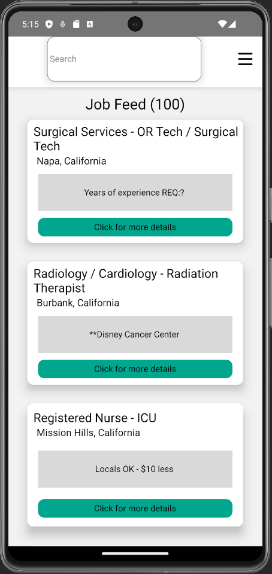 5:15
Search
Job Feed (100)
Surgical Services - OR Tech / Surgical
Tech
Napa, California
Years of experience REQ:?
Click for more details
Radiology / Cardiology - Radiation
Therapist
Burbank, California
**Disney Cancer Center
Click for more details
Registered Nurse - ICU
Mission Hills, California
Locals OK - $10 less
Click for more details